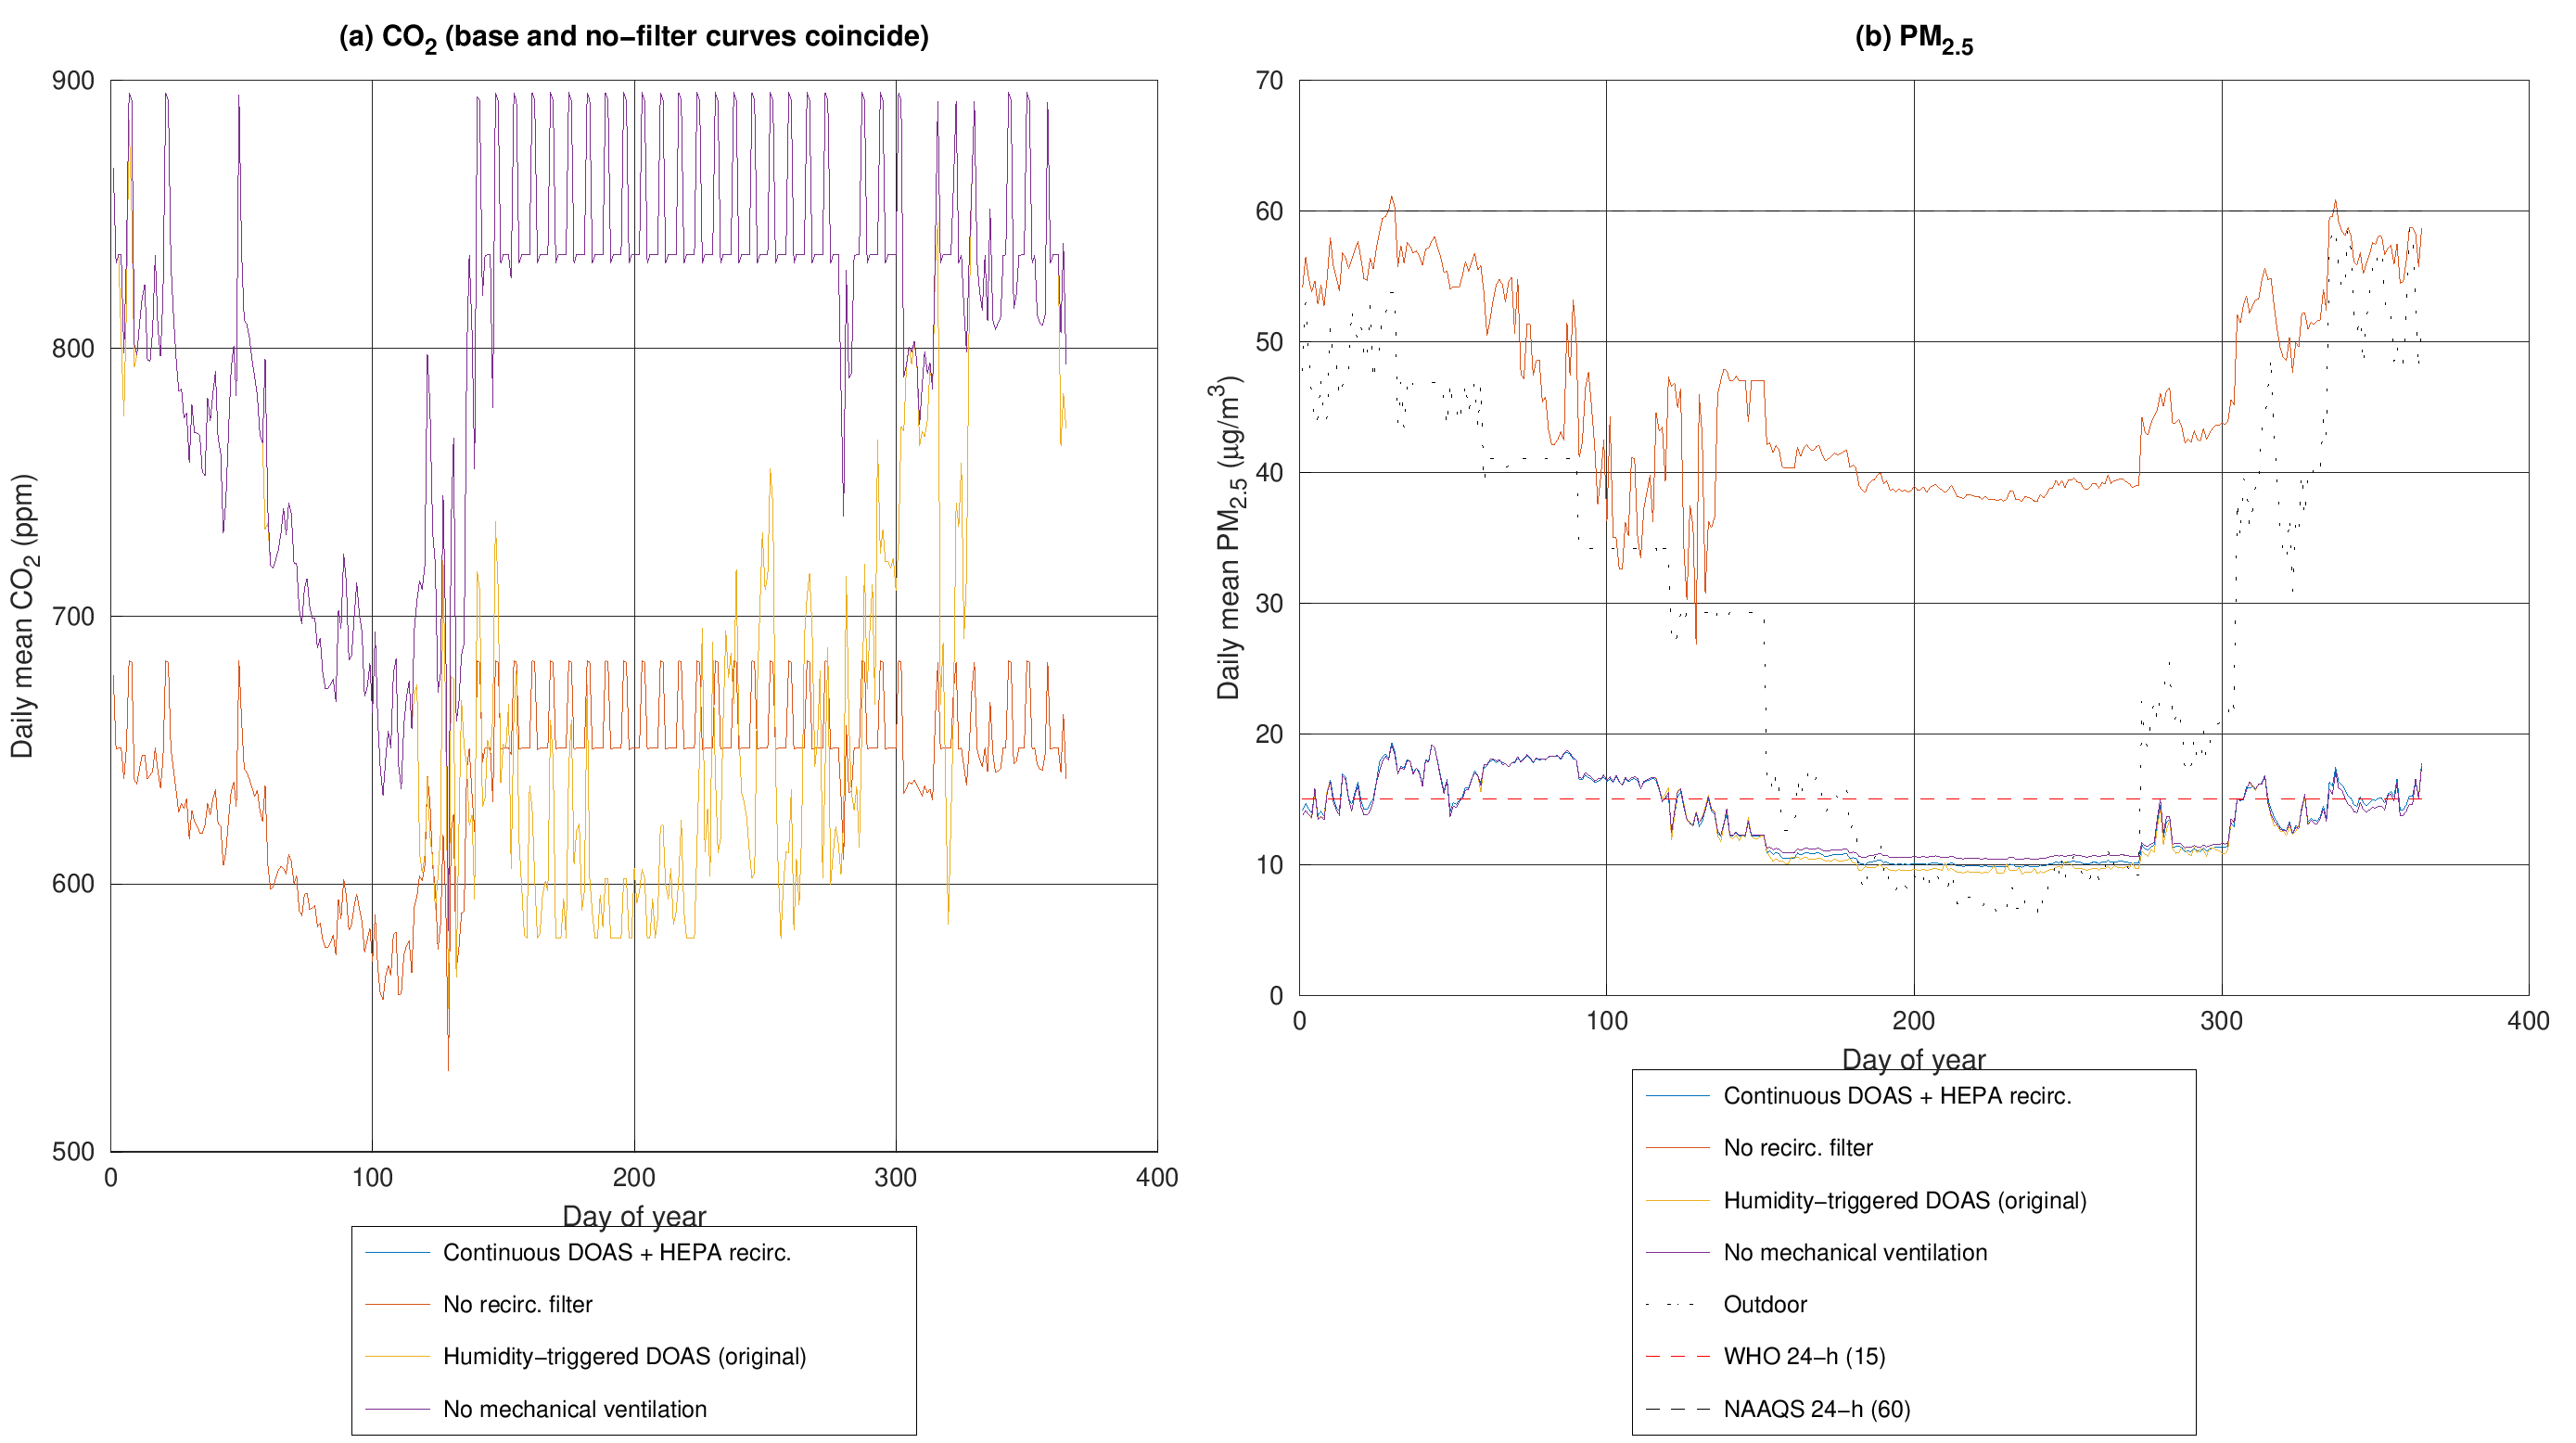 (a) CO2 (base and no−filter curves coincide)
900
800
700
600
500
0 100 200 300 400
Daily mean CO2 (ppm)
Day of year
Continuous DOAS + HEPA recirc.
No recirc. filter
Humidity−triggered DOAS (original)
No mechanical ventilation
(b) PM2.5
70
60
50
40
30
20
10
0
0 100 200 300 400
Daily mean PM2.5 (µg/m3)
Day of year
Continuous DOAS + HEPA recirc.
No recirc. filter
Humidity−triggered DOAS (original)
No mechanical ventilation
Outdoor
WHO 24−h (15)
NAAQS 24−h (60)